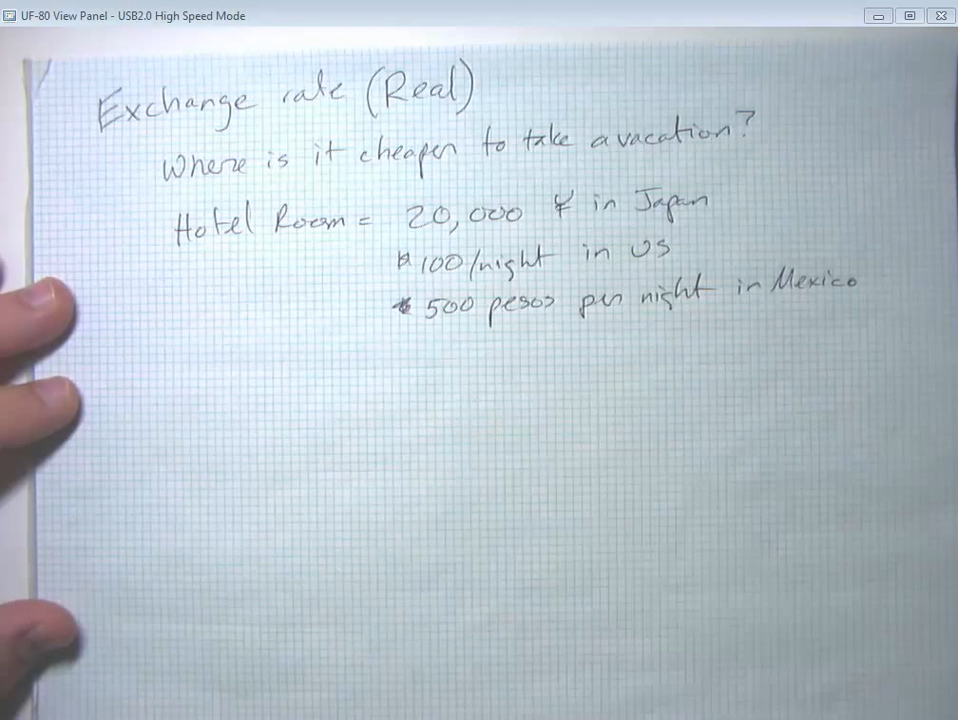 UF-80 View Panel - USB2.0 High Speed Mode
Exchange rate (Real)
Where is it cheaper to take a vacation?
Hotel Room = 20,000 ¥ in Japan
$100/night in US
500 pesos per night in Mexico